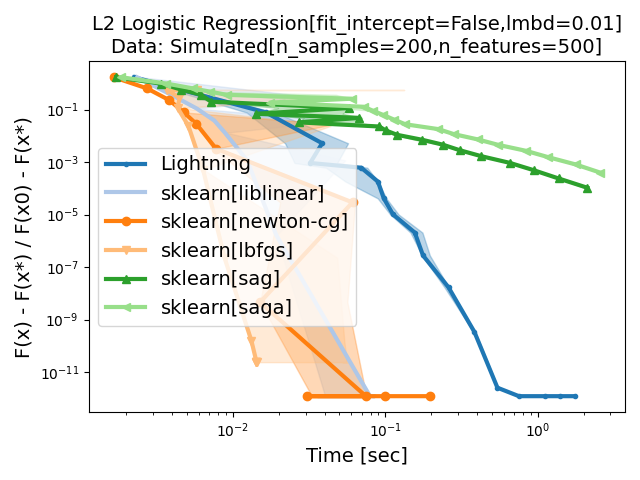 L2 Logistic Regression[fit_intercept=False,lmbd=0.01]
Data: Simulated[n_samples=200,n_features=500]
F(x) - F(x*) / F(x0) - F(x*)
10⁻¹
10⁻³
10⁻⁵
10⁻⁷
10⁻⁹
10⁻¹¹
Lightning
sklearn[liblinear]
sklearn[newton-cg]
sklearn[lbfgs]
sklearn[sag]
sklearn[saga]
10⁻² 10⁻¹ 10⁰
Time [sec]